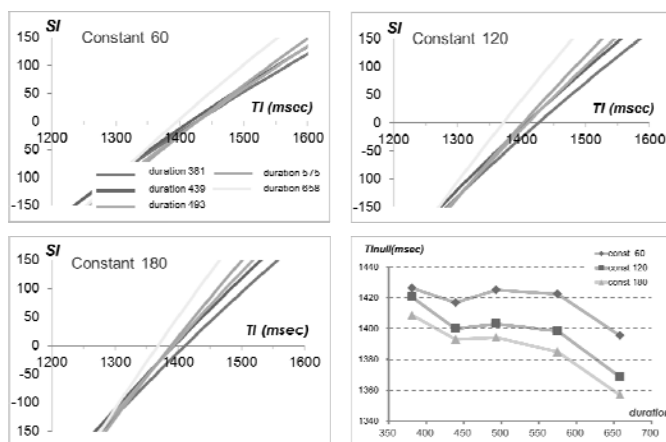 SI
Constant 60
150
100
50
0
1200 1300 1400 1500 1600
TI (msec)
-50
100
-150
duration 381
duration 439
duration 493
duration 575
duration 658
SI
Constant 120
150
100
50
TI (msec)
0
1200 1300 1400 1500 1600
-50
100
-150
SI
Constant 180
150
100
50
TI (msec)
0
1200 1300 1400 1500 1600
-50
100
150
TInull(msec)
1440
1420
1400
1380
1360
1340
const 60
const 120
const 180
duration
350 400 450 500 550 600 650 700